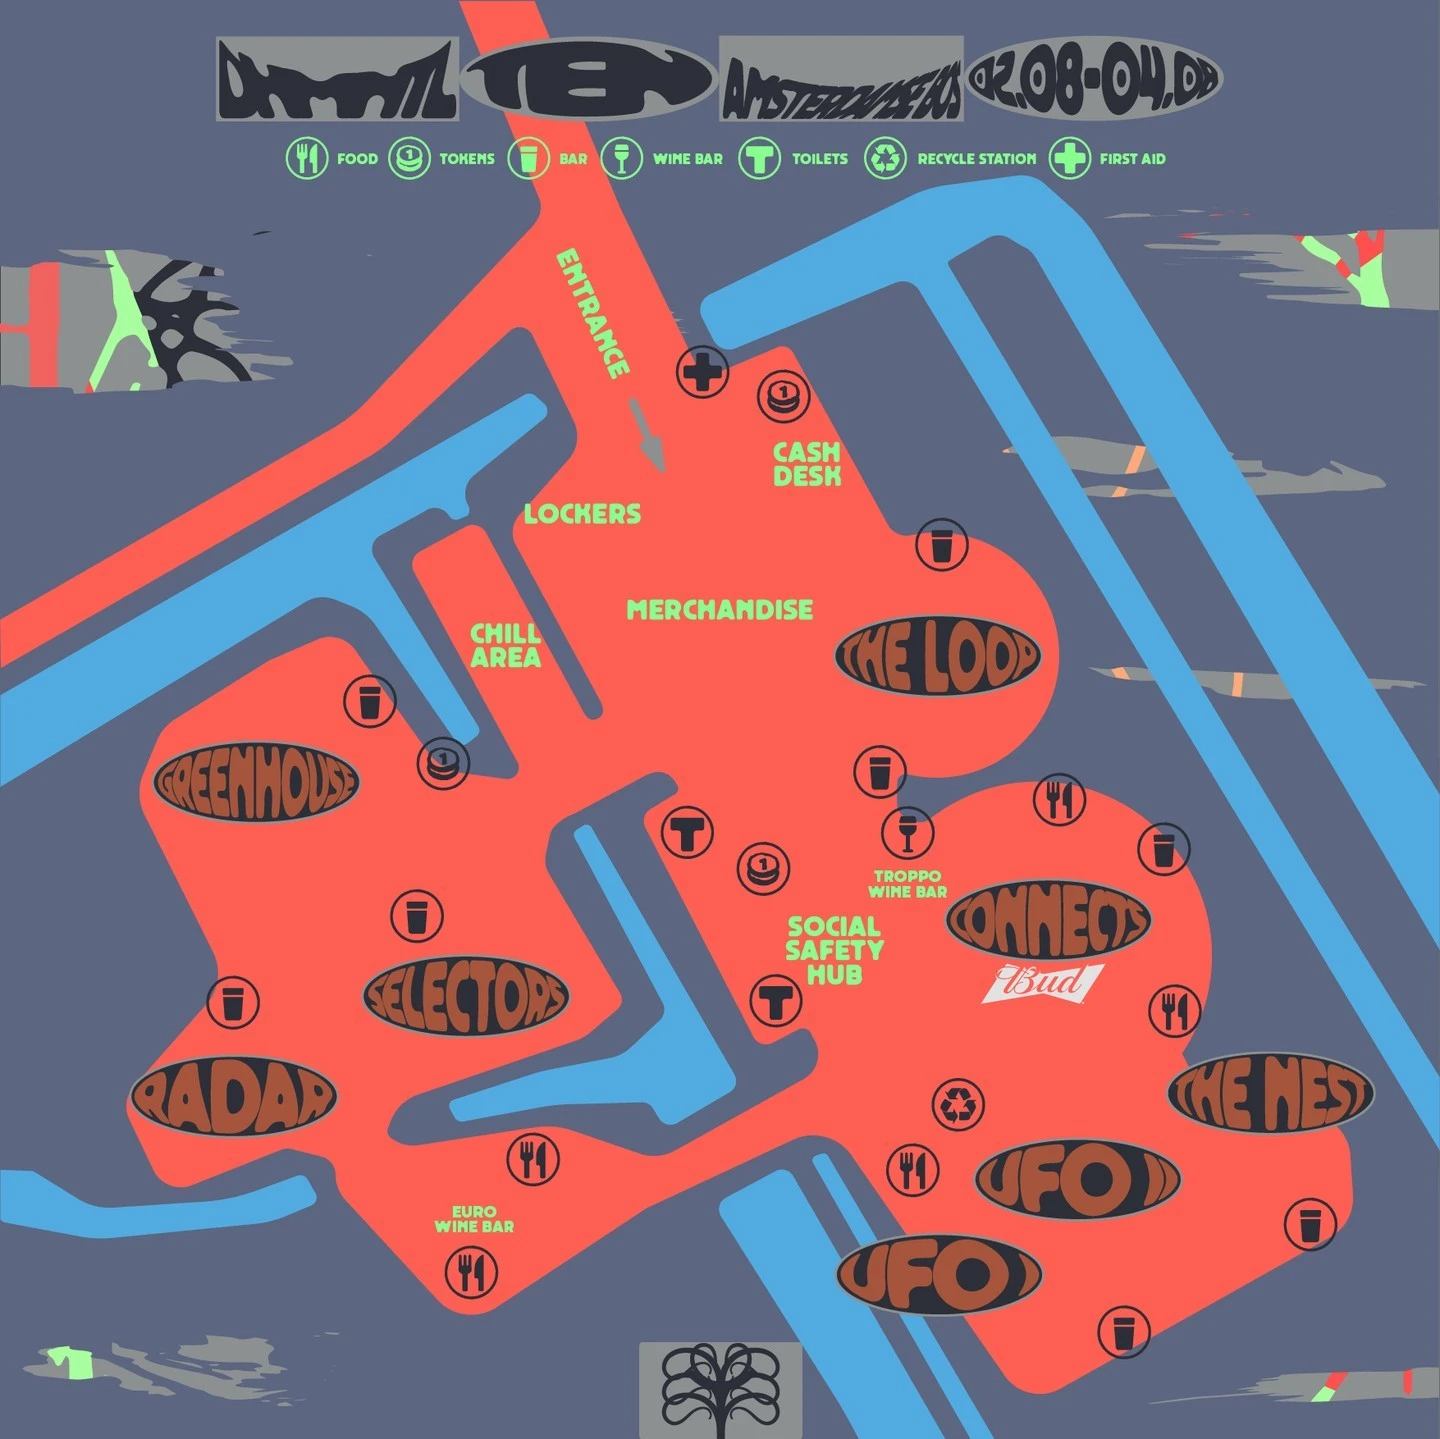 DKMNTL TEN AMSTERDAMSE BOS 02.08-04.08
FOOD TOKENS BAR WINE BAR TOILETS RECYCLE STATION FIRST AID
ENTRANCE
1
CASH
DESK
LOCKERS
MERCHANDISE
THE LOOP
CHILL
AREA
GREENHOUSE
1
1
TROPPO
WINE BAR
CONNECTS
Bud
SOCIAL
SAFETY
HUB
SELECTORS
RADAR
THE NEST
UFO II
EURO
WINE BAR
UFO I